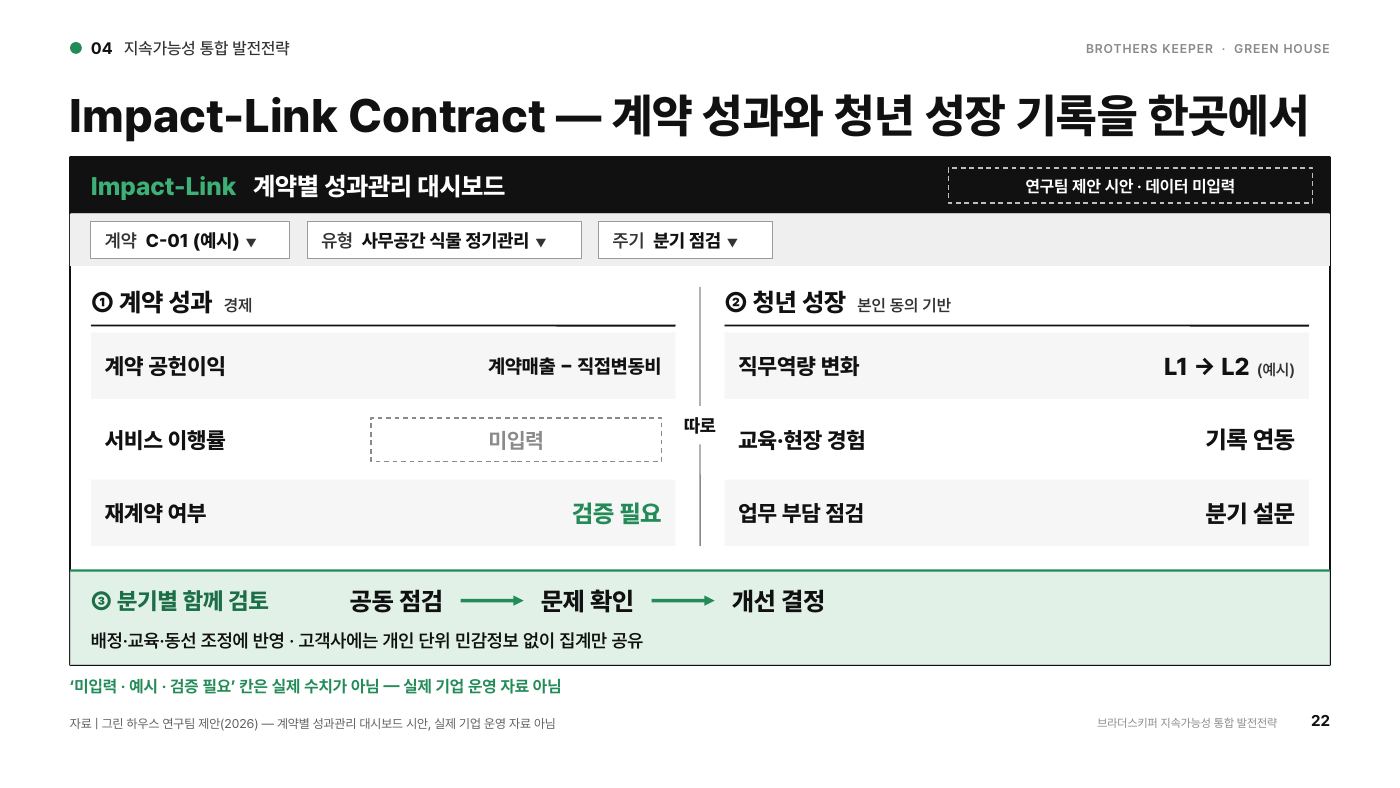 04 지속가능성 통합 발전전략
BROTHERS KEEPER · GREEN HOUSE
Impact-Link Contract — 계약 성과와 청년 성장 기록을 한곳에서
Impact-Link 계약별 성과관리 대시보드
연구팀 제안 시안 · 데이터 미입력
계약 C-01 (예시) ▼
유형 사무공간 식물 정기관리 ▼
주기 분기 점검 ▼
① 계약 성과 경제
계약 공헌이익 계약매출 − 직접변동비
서비스 이행률 미입력
재계약 여부 검증 필요
따로
② 청년 성장 본인 동의 기반
직무역량 변화 L1 → L2 (예시)
교육·현장 경험 기록 연동
업무 부담 점검 분기 설문
③ 분기별 함께 검토 공동 점검 → 문제 확인 → 개선 결정
배정·교육·동선 조정에 반영 · 고객사에는 개인 단위 민감정보 없이 집계만 공유
‘미입력 · 예시 · 검증 필요’ 칸은 실제 수치가 아님 — 실제 기업 운영 자료 아님
자료 | 그린 하우스 연구팀 제안(2026) — 계약별 성과관리 대시보드 시안, 실제 기업 운영 자료 아님
브라더스키퍼 지속가능성 통합 발전전략 22